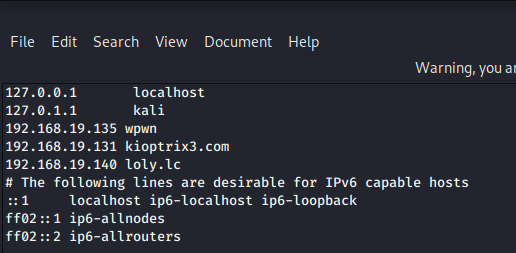 File Edit Search View Document Help
Warning, you
127.0.0.1 localhost
127.0.1.1 kali
192.168.19.135 wpwn
192.168.19.131 kioptrix3.com
192.168.19.140 loly.lc
# The following lines are desirable for IPv6 capable hosts
::1 localhost ip6-localhost ip6-loopback
ff02::1 ip6-allnodes
ff02::2 ip6-allrouters